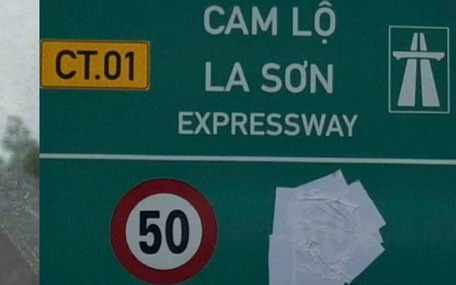 CT.01
CAM LỘ
LA SƠN
EXPRESSWAY
50